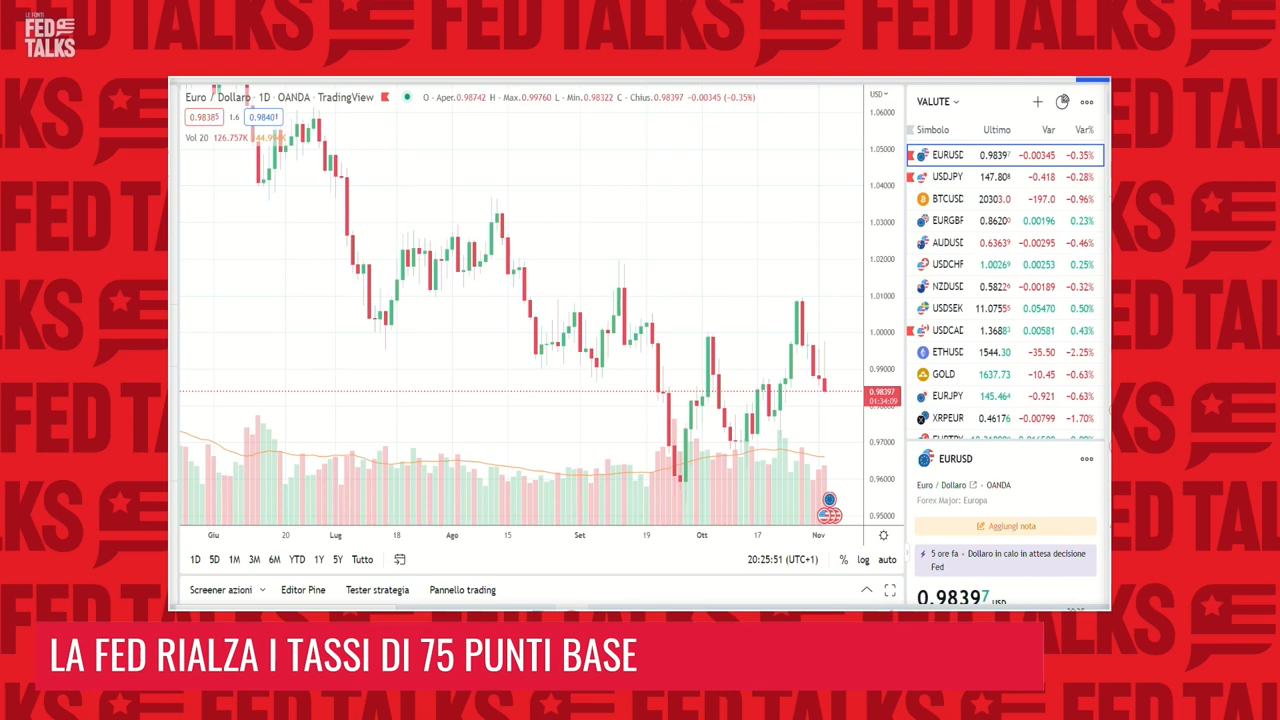 LE FONTI
FED
TALKS
Euro / Dollaro · 1D · OANDA · TradingView
O - Aper.0.98742 H - Max.0.99760 L - Min.0.98322 C - Chius.0.98397 -0.00345 (-0.35%)
0.98385 1.6 0.98401
Vol 20 126.757K
USD
1.06000
1.05000
1.04000
1.03000
1.02000
1.01000
1.00000
0.99000
0.98397
01:34:09
0.97000
0.96000
0.95000
Giu 20 Lug 18 Ago 15 Set 19 Ott 17 Nov
1D 5D 1M 3M 6M YTD 1Y 5Y Tutto
20:25:51 (UTC+1) % log auto
Screener azioni Editor Pine Tester strategia Pannello trading
VALUTE
Simbolo Ultimo Var Var%
EURUSD 0.98397 -0.00345 -0.35%
USDJPY 147.808 -0.418 -0.28%
BTCUSD 20303.0 -197.0 -0.96%
EURGBP 0.86200 0.00196 0.23%
AUDUSD 0.63639 -0.00295 -0.46%
USDCHF 1.00269 0.00253 0.25%
NZDUSD 0.58226 -0.00189 -0.32%
USDSEK 11.07555 0.05470 0.50%
USDCAD 1.36883 0.00581 0.43%
ETHUSD 1544.30 -35.50 -2.25%
GOLD 1637.73 -10.45 -0.63%
EURJPY 145.464 -0.921 -0.63%
XRPEUR 0.46176 -0.00799 -1.70%
EURUSD
Euro / Dollaro · OANDA
Forex Major: Europa
Aggiungi nota
5 ore fa · Dollaro in calo in attesa decisione
Fed
0.98397 USD
LA FED RIALZA I TASSI DI 75 PUNTI BASE